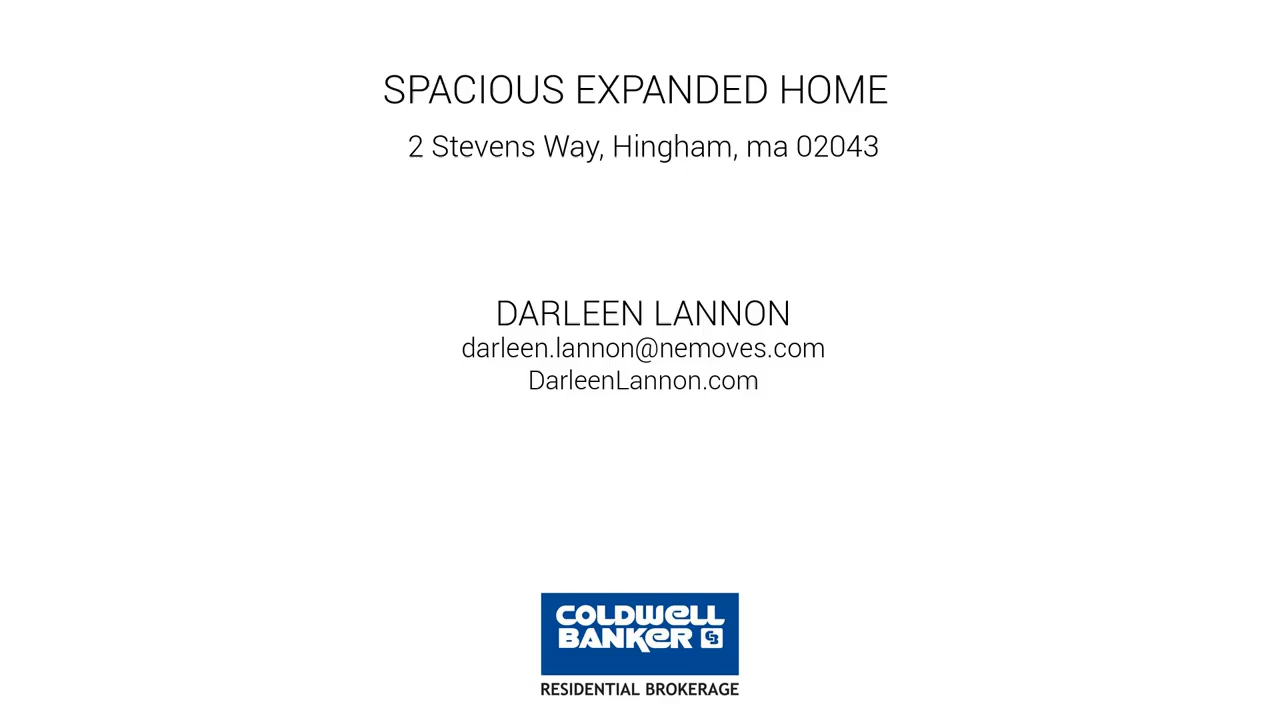 SPACIOUS EXPANDED HOME
2 Stevens Way, Hingham, ma 02043
DARLEEN LANNON
darleen.lannon@nemoves.com
DarleenLannon.com
COLDWELL
BANKER CB
RESIDENTIAL BROKERAGE